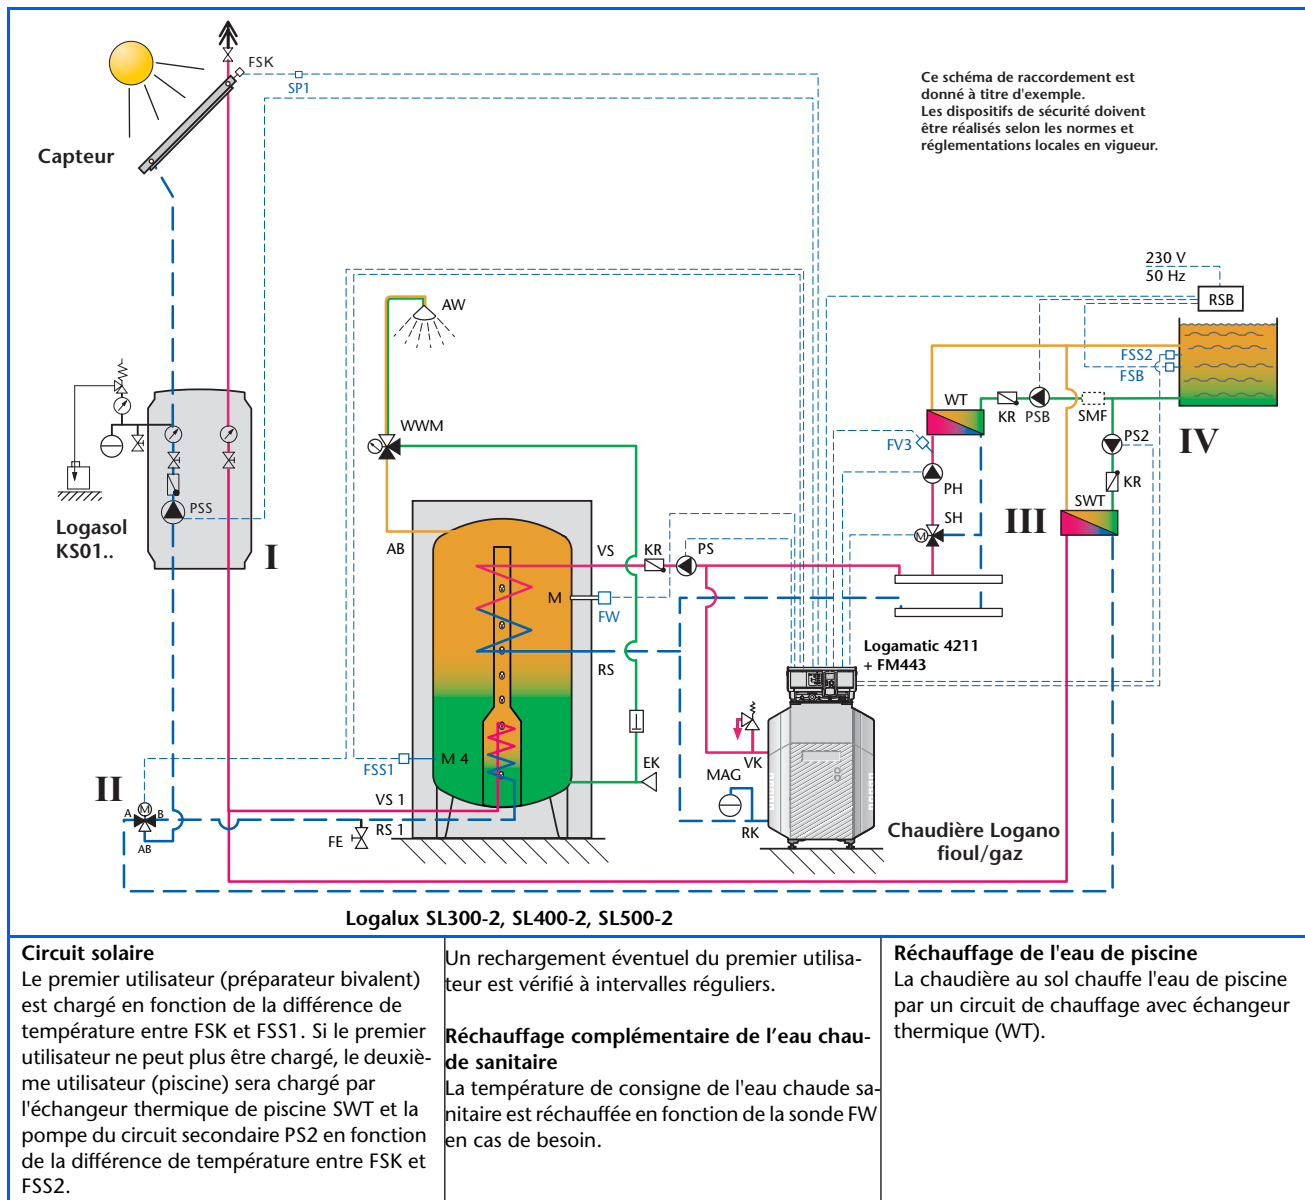 FSK
SP1
Ce schéma de raccordement est
donné à titre d'exemple.
Les dispositifs de sécurité doivent
être réalisés selon les normes et
réglementations locales en vigueur.
Capteur
230 V
50 Hz
RSB
AW
FSS2
FSB
WT
KR
PSB
SMF
WWM
FV3
PS2
IV
PH
KR
SWT
PSS
Logasol
KS01..
I
SH
M
III
AB
VS
KR
PS
M
FW
Logamatic 4211
+ FM443
RS
FSS1
M 4
EK
VK
MAG
II
M
A
B
AB
VS 1
RS 1
FE
RK
Chaudière Logano
fioul/gaz
Logalux SL300-2, SL400-2, SL500-2
Circuit solaire
Le premier utilisateur (préparateur bivalent)
est chargé en fonction de la différence de
température entre FSK et FSS1. Si le premier
utilisateur ne peut plus être chargé, le deuxiè-
me utilisateur (piscine) sera chargé par
l'échangeur thermique de piscine SWT et la
pompe du circuit secondaire PS2 en fonction
de la différence de température entre FSK et
FSS2.
Un rechargement éventuel du premier utilisa-
teur est vérifié à intervalles réguliers.
Réchauffage complémentaire de l’eau chau-
de sanitaire
La température de consigne de l'eau chaude sa-
nitaire est réchauffée en fonction de la sonde FW
en cas de besoin.
Réchauffage de l'eau de piscine
La chaudière au sol chauffe l'eau de piscine
par un circuit de chauffage avec échangeur
thermique (WT).